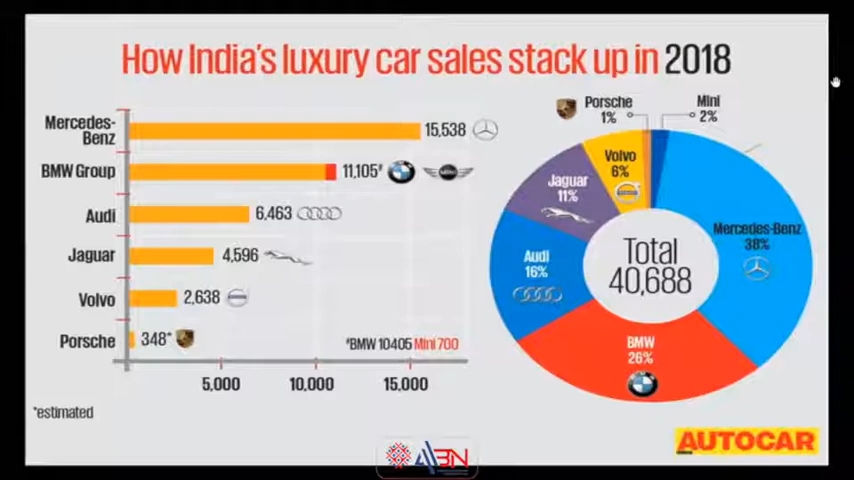 How India's luxury car sales stack up in 2018
Mercedes-
Benz
15,538
BMW Group
11,105#
Audi
6,463
Jaguar
4,596
Volvo
2,638
Porsche
348*
#BMW 10405 Mini 700
5,000 10,000 15,000
*estimated
Porsche
1%
Mini
2%
Volvo
6%
Jaguar
11%
Mercedes-Benz
38%
Audi
16%
Total
40,688
BMW
26%
AUTOCAR
ABN